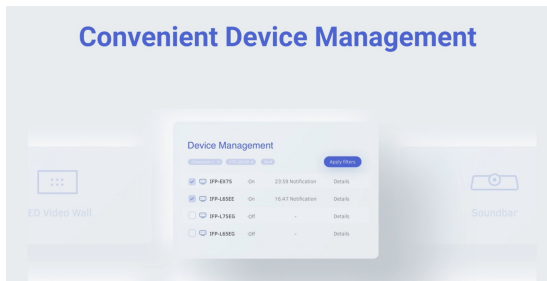 Convenient Device Management
Device Management
Apply filters
IFP-EX75 On 23:59 Notification Details
IFP-L85EE On 16:47 Notification Details
IFP-L75EG Off - Details
IFP-L65EG Off - Details
ED Video Wall
Soundbar